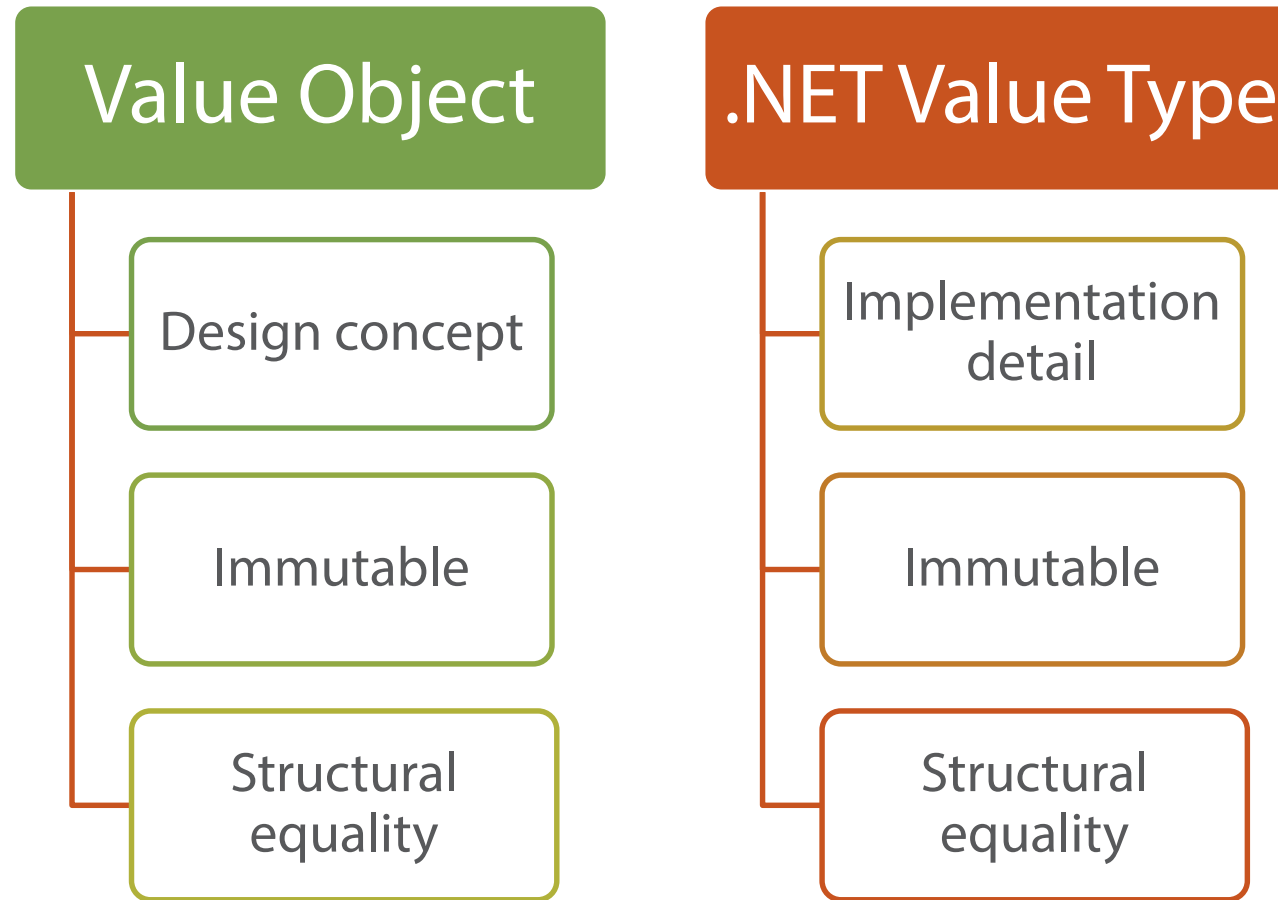 Value Object
Design concept
Immutable
Structural
equality
.NET Value Type
Implementation
detail
Immutable
Structural
equality